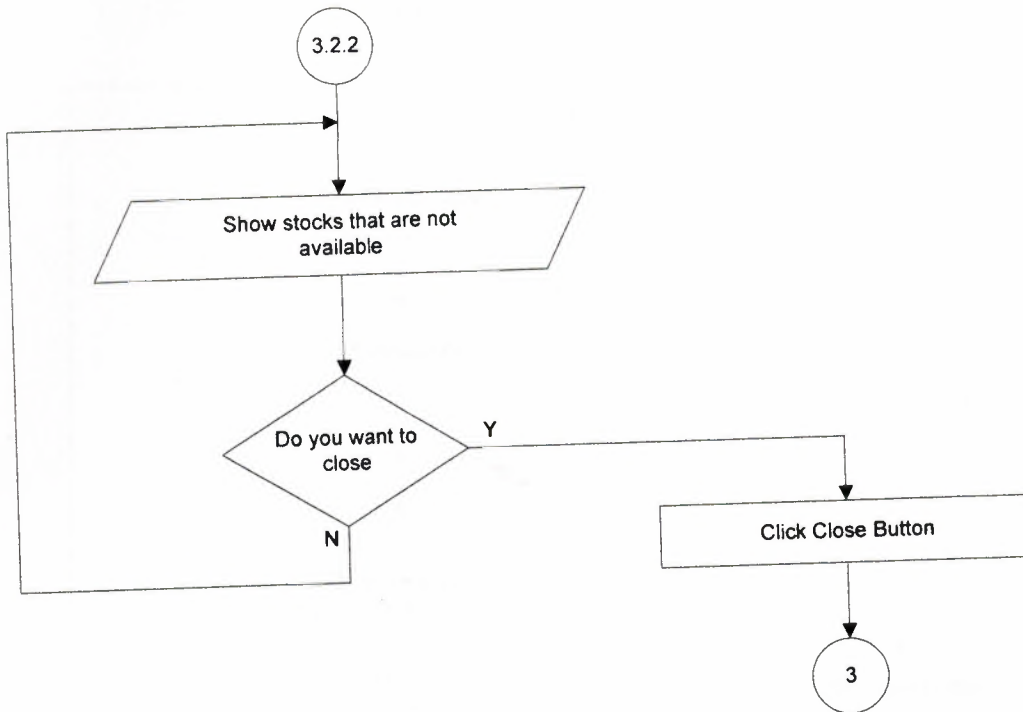 3.2.2
Show stocks that are not
available
Do you want to
close
Y
N
Click Close Button
3